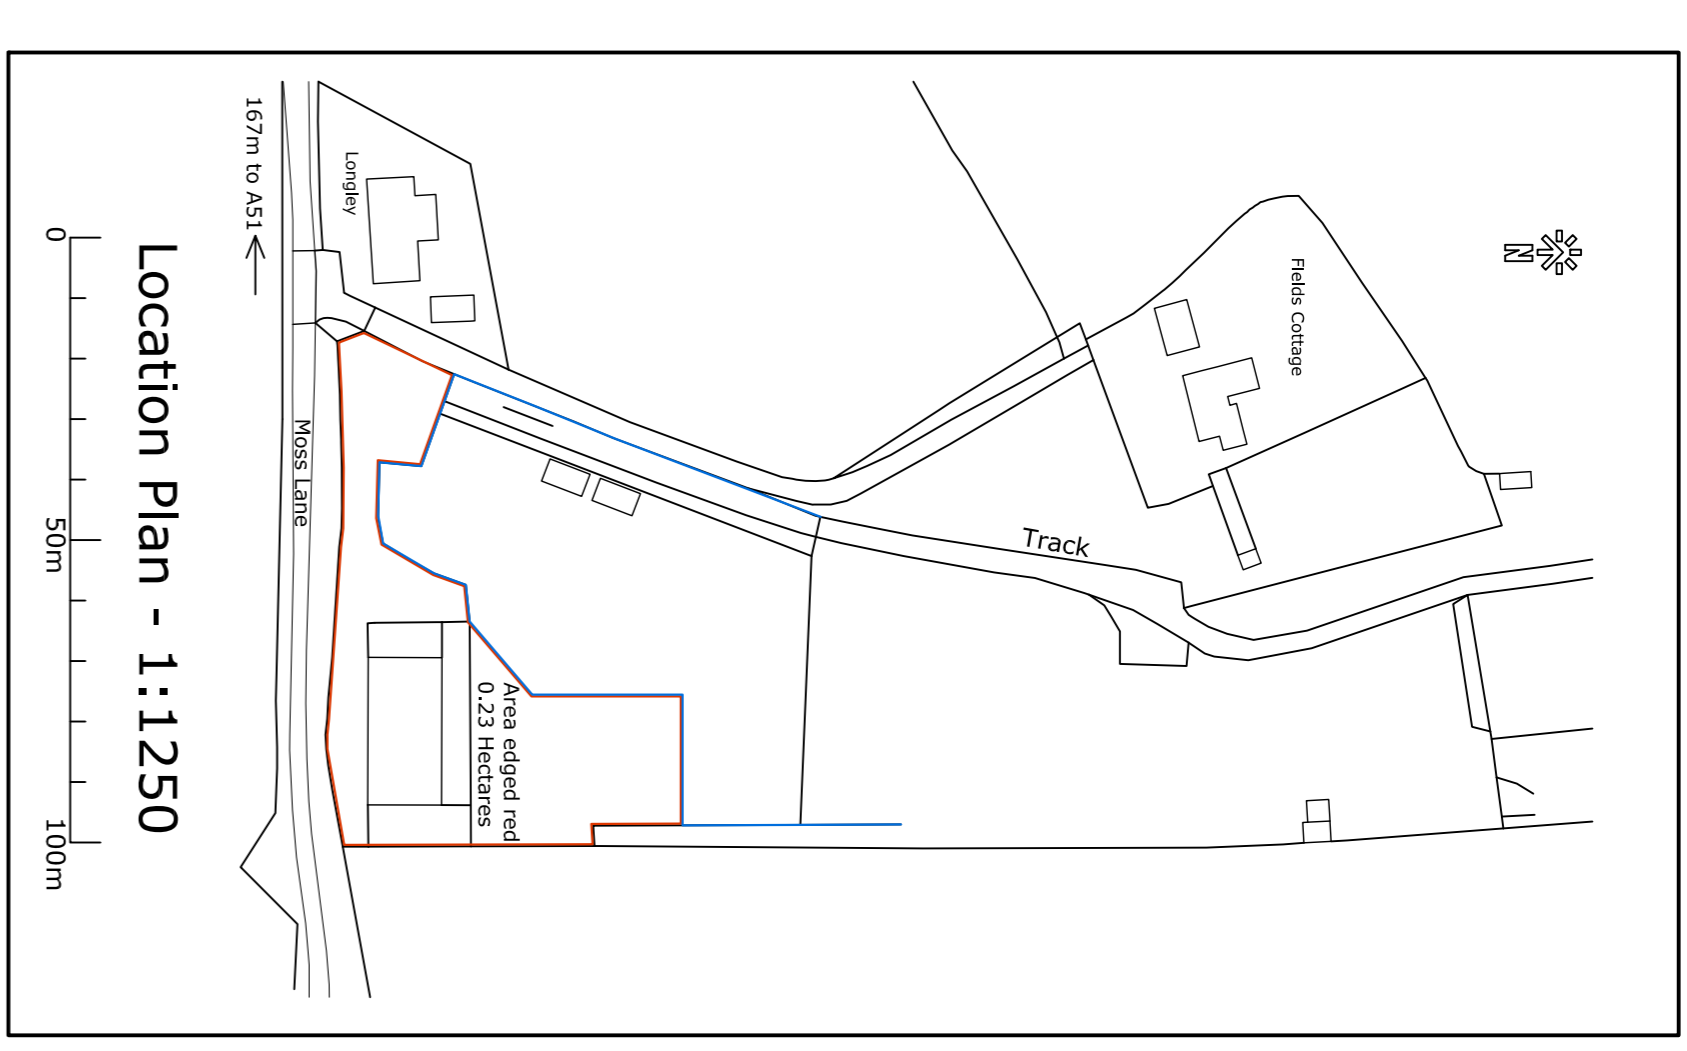 N
Fields Cottage
Track
Area edged red
0.23 Hectares
Longley
Moss Lane
167m to A51
Location Plan - 1:1250
0
50m
100m